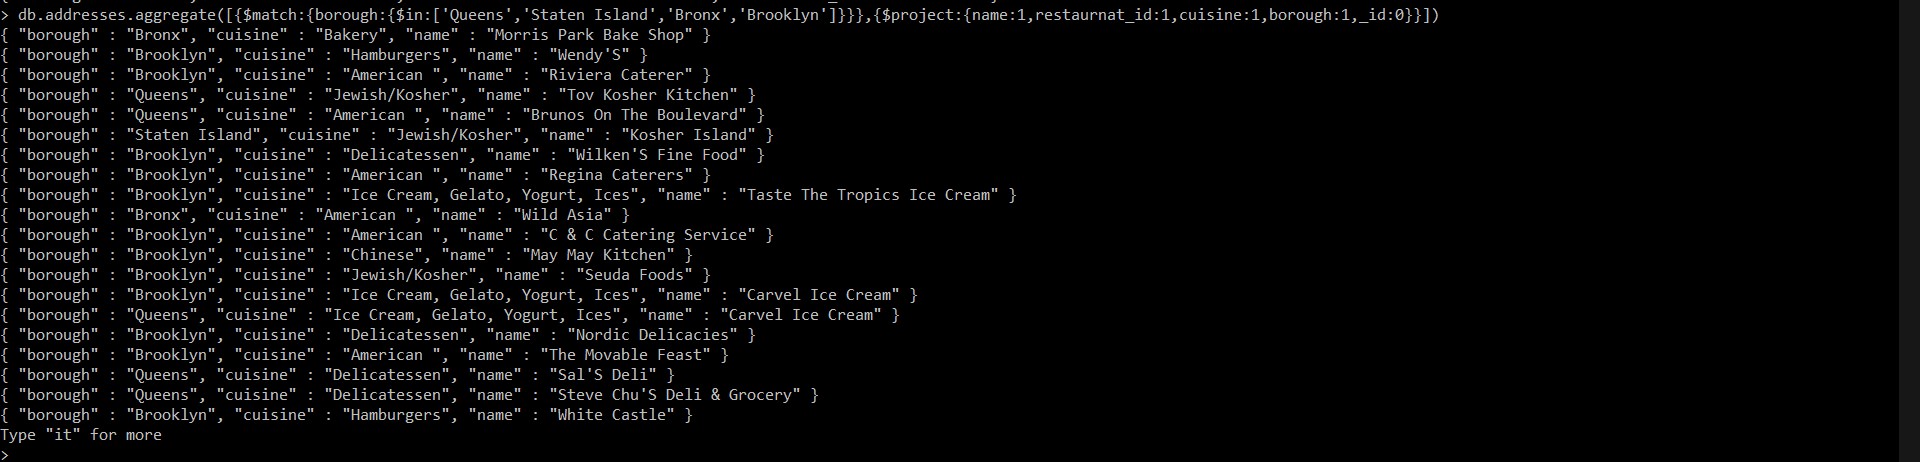 > db.addresses.aggregate([{$match:{borough:{$in:['Queens','Staten Island','Bronx','Brooklyn']}}},{$project:{name:1,restaurnat_id:1,cuisine:1,borough:1,_id:0}}])
{ "borough" : "Bronx", "cuisine" : "Bakery", "name" : "Morris Park Bake Shop" }
{ "borough" : "Brooklyn", "cuisine" : "Hamburgers", "name" : "Wendy'S" }
{ "borough" : "Brooklyn", "cuisine" : "American ", "name" : "Riviera Caterer" }
{ "borough" : "Queens", "cuisine" : "Jewish/Kosher", "name" : "Tov Kosher Kitchen" }
{ "borough" : "Queens", "cuisine" : "American ", "name" : "Brunos On The Boulevard" }
{ "borough" : "Staten Island", "cuisine" : "Jewish/Kosher", "name" : "Kosher Island" }
{ "borough" : "Brooklyn", "cuisine" : "Delicatessen", "name" : "Wilken'S Fine Food" }
{ "borough" : "Brooklyn", "cuisine" : "American ", "name" : "Regina Caterers" }
{ "borough" : "Brooklyn", "cuisine" : "Ice Cream, Gelato, Yogurt, Ices", "name" : "Taste The Tropics Ice Cream" }
{ "borough" : "Bronx", "cuisine" : "American ", "name" : "Wild Asia" }
{ "borough" : "Brooklyn", "cuisine" : "American ", "name" : "C & C Catering Service" }
{ "borough" : "Brooklyn", "cuisine" : "Chinese", "name" : "May May Kitchen" }
{ "borough" : "Brooklyn", "cuisine" : "Jewish/Kosher", "name" : "Seuda Foods" }
{ "borough" : "Brooklyn", "cuisine" : "Ice Cream, Gelato, Yogurt, Ices", "name" : "Carvel Ice Cream" }
{ "borough" : "Queens", "cuisine" : "Ice Cream, Gelato, Yogurt, Ices", "name" : "Carvel Ice Cream" }
{ "borough" : "Brooklyn", "cuisine" : "Delicatessen", "name" : "Nordic Delicacies" }
{ "borough" : "Brooklyn", "cuisine" : "American ", "name" : "The Movable Feast" }
{ "borough" : "Queens", "cuisine" : "Delicatessen", "name" : "Sal'S Deli" }
{ "borough" : "Queens", "cuisine" : "Delicatessen", "name" : "Steve Chu'S Deli & Grocery" }
{ "borough" : "Brooklyn", "cuisine" : "Hamburgers", "name" : "White Castle" }
Type "it" for more
>